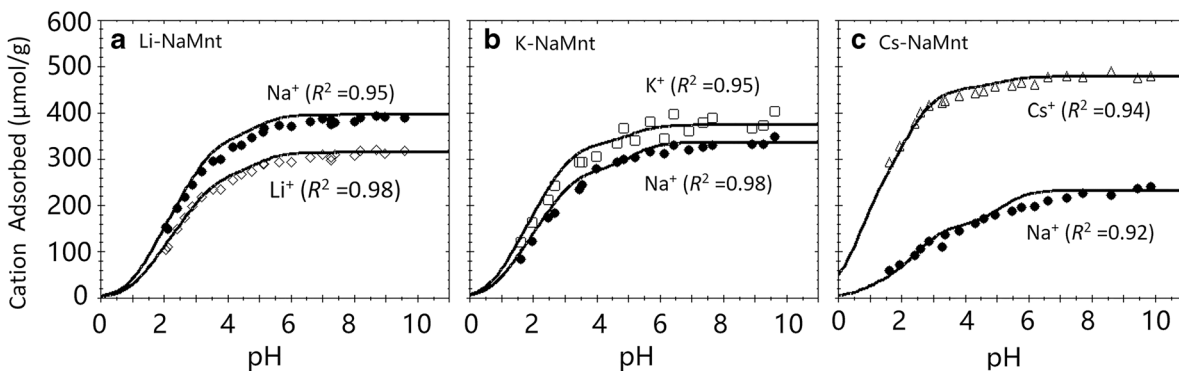 a Li-NaMnt
b K-NaMnt
c Cs-NaMnt
Cation Adsorbed (μmol/g)
600
500
400
300
200
100
0
Na⁺ (R² =0.95)
Li⁺ (R² =0.98)
K⁺ (R² =0.95)
Na⁺ (R² =0.98)
Cs⁺ (R² =0.94)
Na⁺ (R² =0.92)
0 2 4 6 8 10
0 2 4 6 8 10
0 2 4 6 8 10
pH
pH
pH